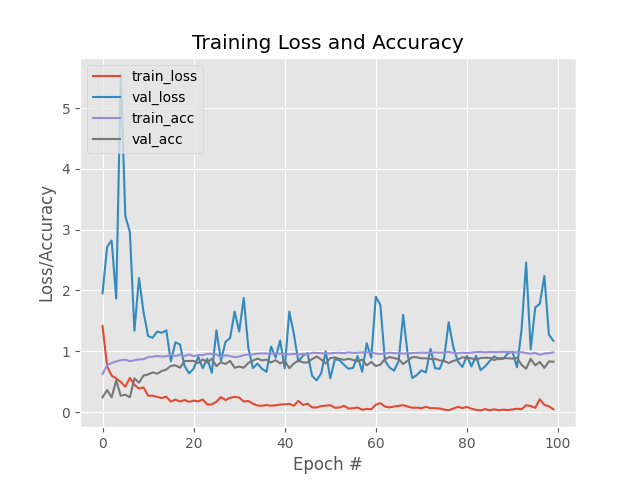 Training Loss and Accuracy
train_loss
val_loss
train_acc
val_acc
Loss/Accuracy
5
4
3
2
1
0
0 20 40 60 80 100
Epoch #